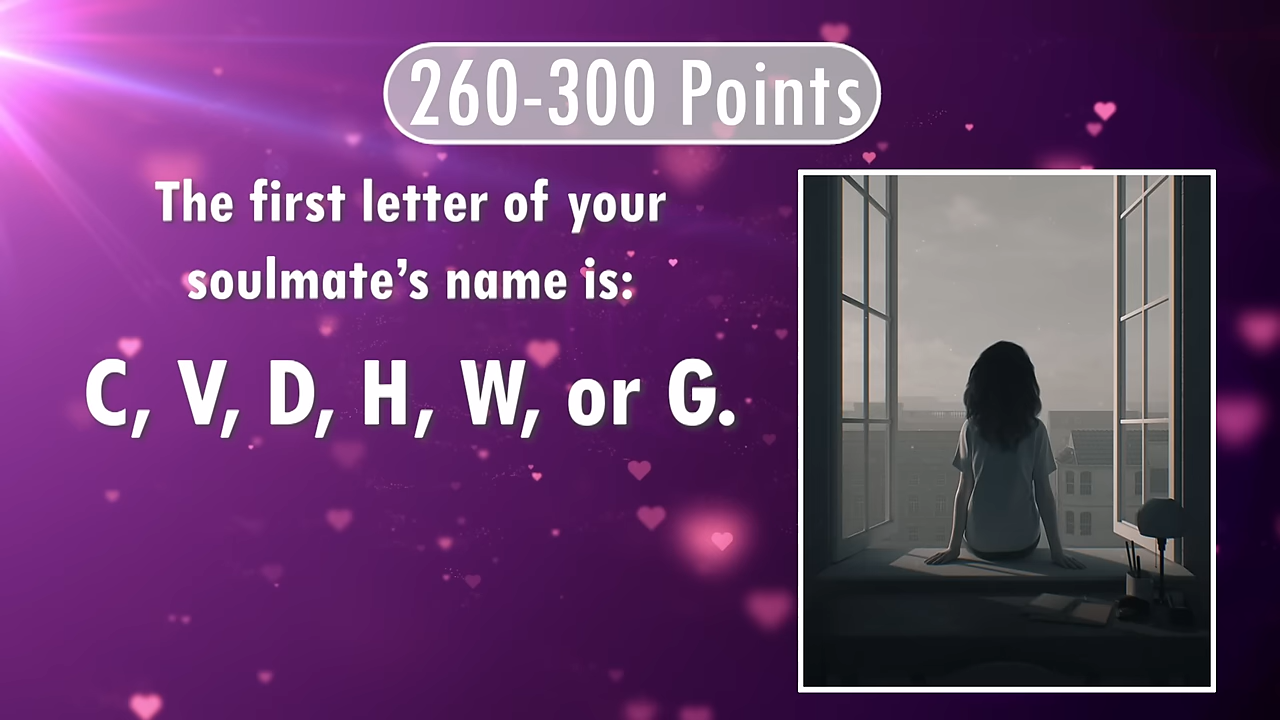 260-300 Points
The first letter of your
soulmate’s name is:
C, V, D, H, W, or G.